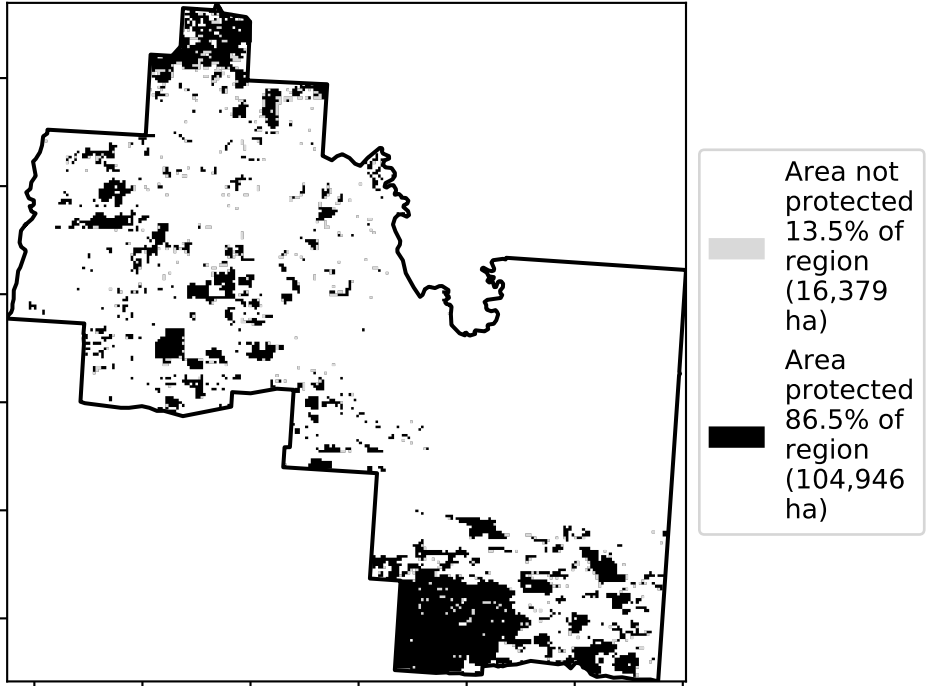 Area not
protected
13.5% of
region
(16,379
ha)
Area
protected
86.5% of
region
(104,946
ha)